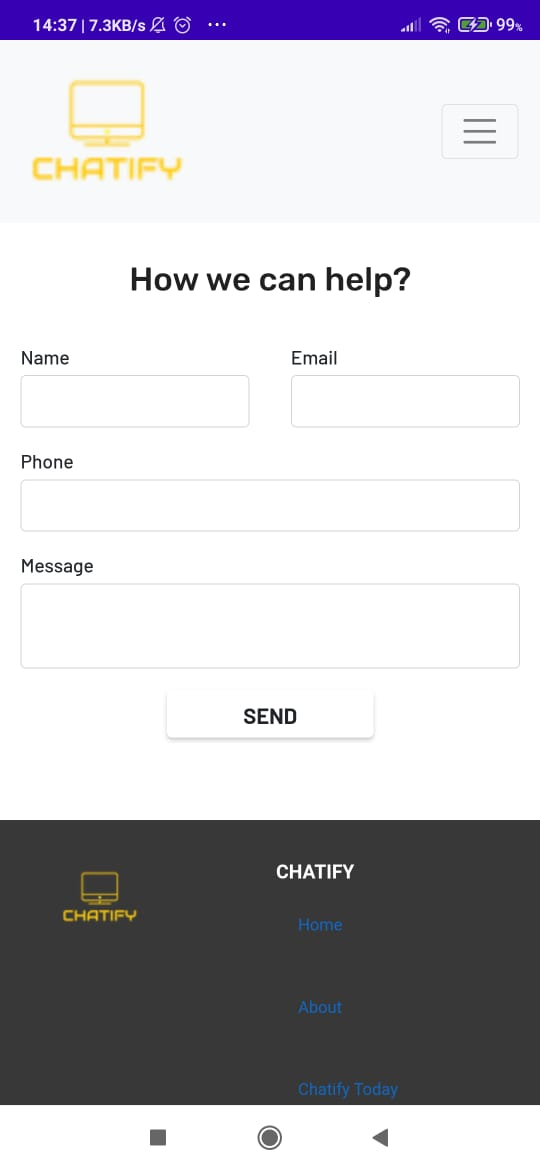 14:37 | 7.3KB/s ... 99%
CHATIFY
How we can help?
Name Email
Phone
Message
SEND
CHATIFY
CHATIFY
Home
About
Chatify Today